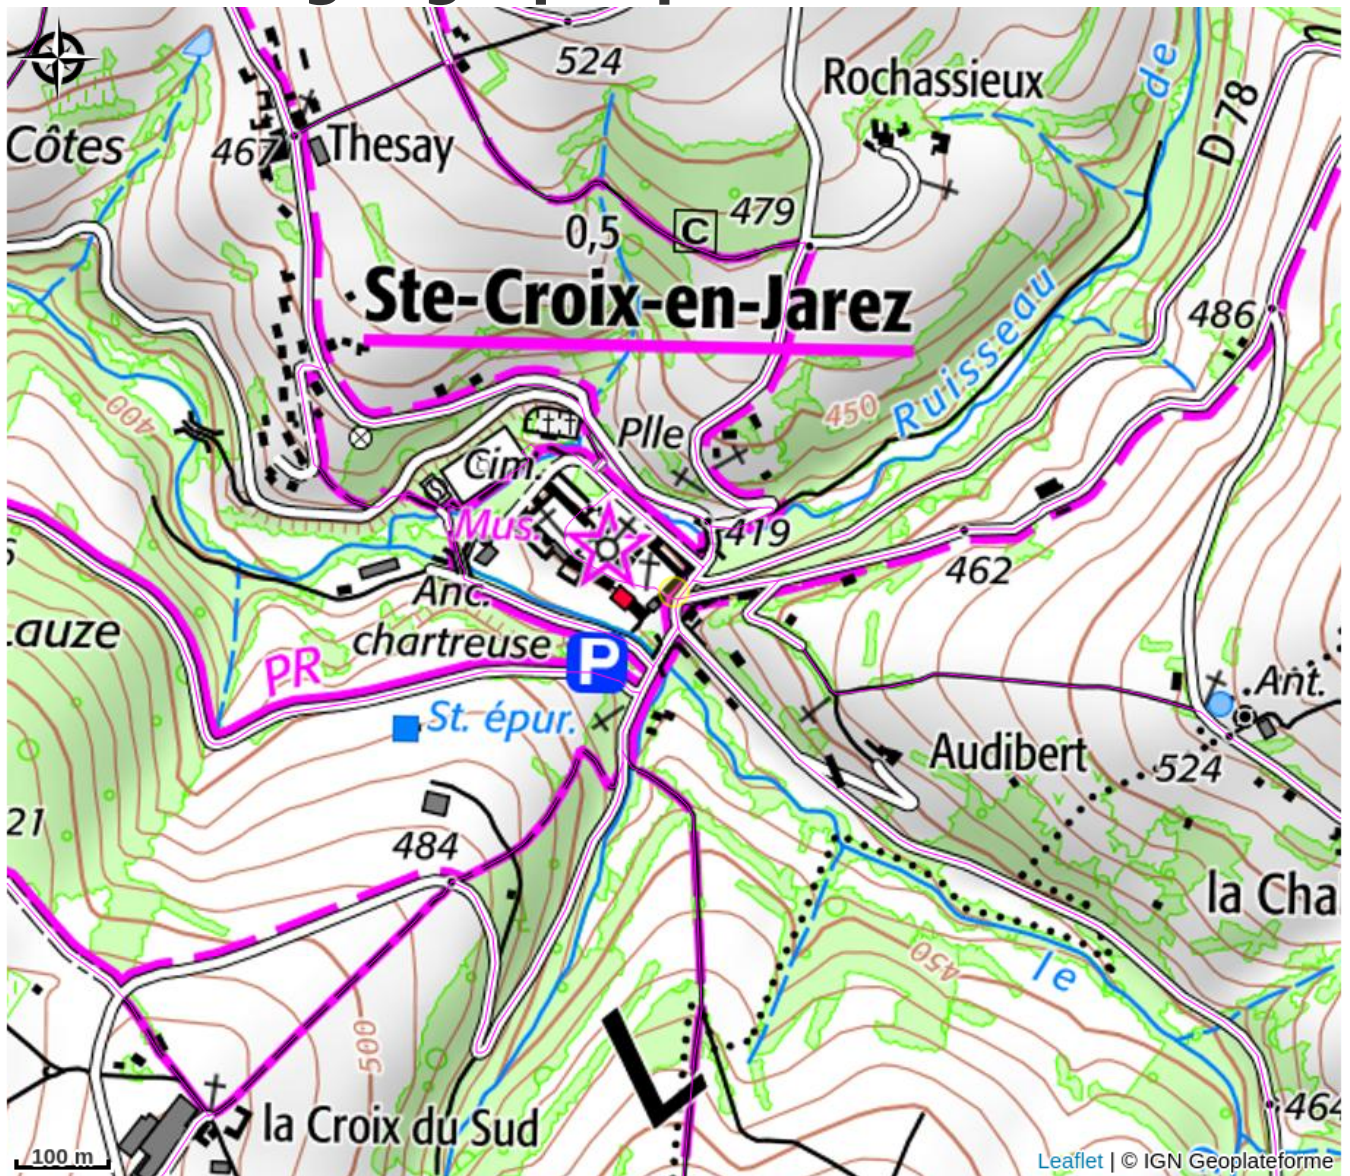 524
Rochassieux
de
D 78
Côtes
467
Thesay
0,5
C
479
Ste-Croix-en-Jarez
486
Ruisseau
400
450
Plle
Cim.
Mus.
419
462
Anc.
chartreuse
Lauze
PR
P
St. épur.
Ant.
Audibert
524
21
484
la Cha
450
le
500
L
la Croix du Sud
464
100 m
Leaflet | © IGN Geoplateforme